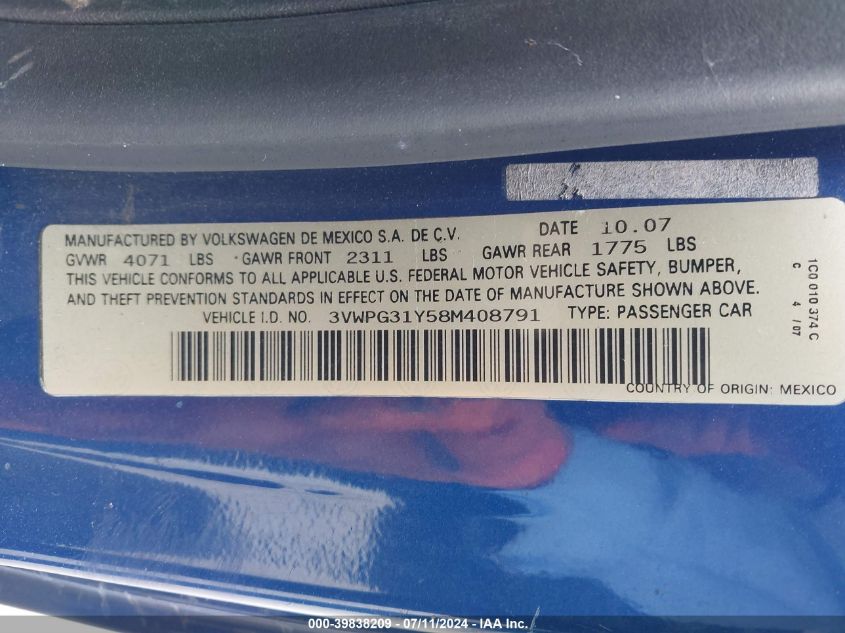 MANUFACTURED BY VOLKSWAGEN DE MEXICO S.A. DE C.V. DATE 10.07
GVWR 4071 LBS GAWR FRONT 2311 LBS GAWR REAR 1775 LBS
THIS VEHICLE CONFORMS TO ALL APPLICABLE U.S. FEDERAL MOTOR VEHICLE SAFETY, BUMPER,
AND THEFT PREVENTION STANDARDS IN EFFECT ON THE DATE OF MANUFACTURE SHOWN ABOVE.
VEHICLE I.D. NO. 3VWPG31Y58M408791 TYPE: PASSENGER CAR
COUNTRY OF ORIGIN: MEXICO
1C0 010 374 C
C 4 / 07
000-39838209 - 07/11/2024 - IAA Inc.